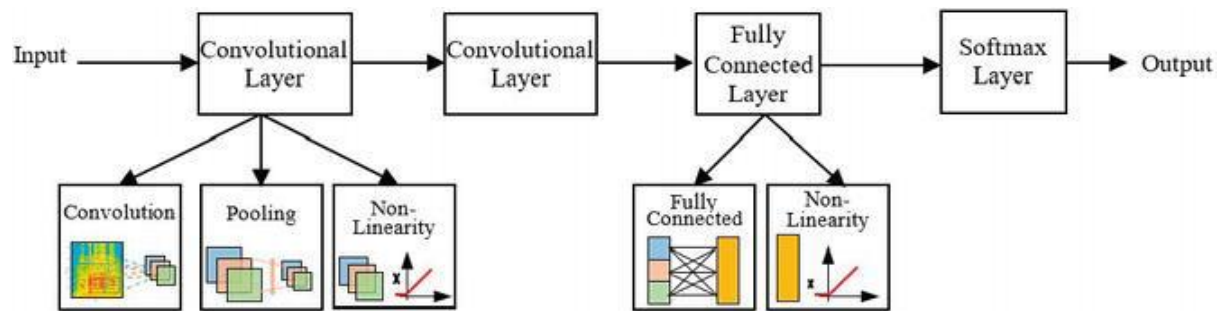 Input
Convolutional
Layer
Convolutional
Layer
Fully
Connected
Layer
Softmax
Layer
Output
Convolution
Pooling
Non-
Linearity
X
Fully
Connected
Non-
Linearity
X